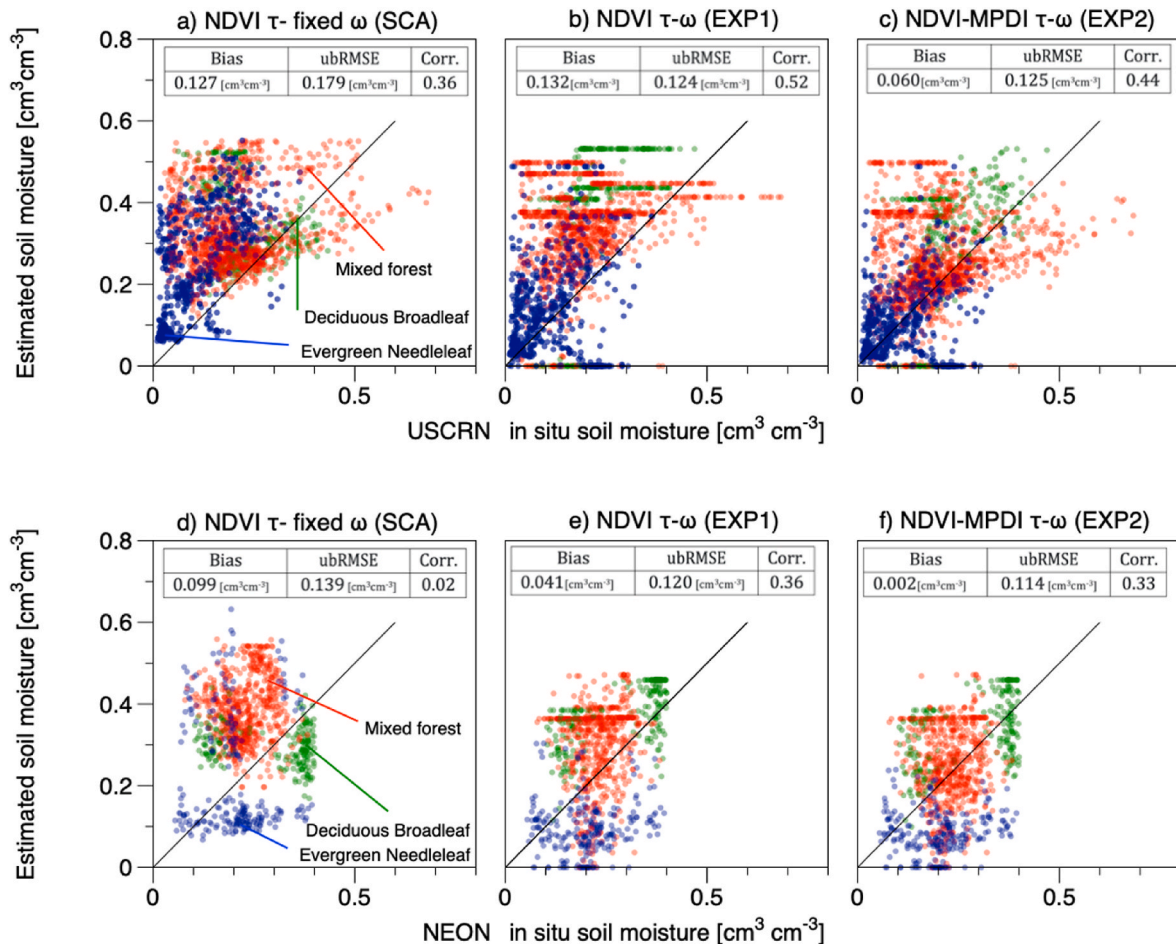 a) NDVI τ- fixed ω (SCA)
b) NDVI τ-ω (EXP1)
c) NDVI-MPDI τ-ω (EXP2)
Estimated soil moisture [cm³cm⁻³]
0.8
0.6
0.4
0.2
0
Bias ubRMSE Corr.
0.127 [cm³cm⁻³] 0.179 [cm³cm⁻³] 0.36
Mixed forest
Deciduous Broadleaf
Evergreen Needleleaf
0 0.5
Bias ubRMSE Corr.
0.132[cm³cm⁻³] 0.124 [cm³cm⁻³] 0.52
0 0.5
Bias ubRMSE Corr.
0.060 [cm³cm⁻³] 0.125 [cm³cm⁻³] 0.44
0 0.5
USCRN in situ soil moisture [cm³ cm⁻³]
d) NDVI τ- fixed ω (SCA)
e) NDVI τ-ω (EXP1)
f) NDVI-MPDI τ-ω (EXP2)
Estimated soil moisture [cm³cm⁻³]
0.8
0.6
0.4
0.2
0
Bias ubRMSE Corr.
0.099 [cm³cm⁻³] 0.139 [cm³cm⁻³] 0.02
Mixed forest
Deciduous Broadleaf
Evergreen Needleleaf
0 0.5
Bias ubRMSE Corr.
0.041[cm³cm⁻³] 0.120 [cm³cm⁻³] 0.36
0 0.5
Bias ubRMSE Corr.
0.002[cm³cm⁻³] 0.114 [cm³cm⁻³] 0.33
0 0.5
NEON in situ soil moisture [cm³ cm⁻³]